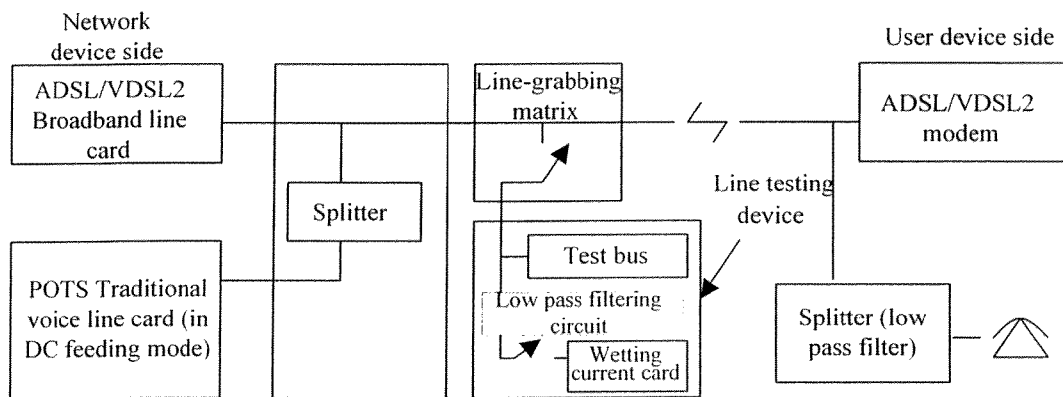 Network
device side
ADSL/VDSL2
Broadband line
card
Splitter
POTS Traditional
voice line card (in
DC feeding mode)
Line-grabbing
matrix
Test bus
Low pass filtering
circuit
Wetting
current card
Line testing
device
User device side
ADSL/VDSL2
modem
Splitter (low
pass filter)